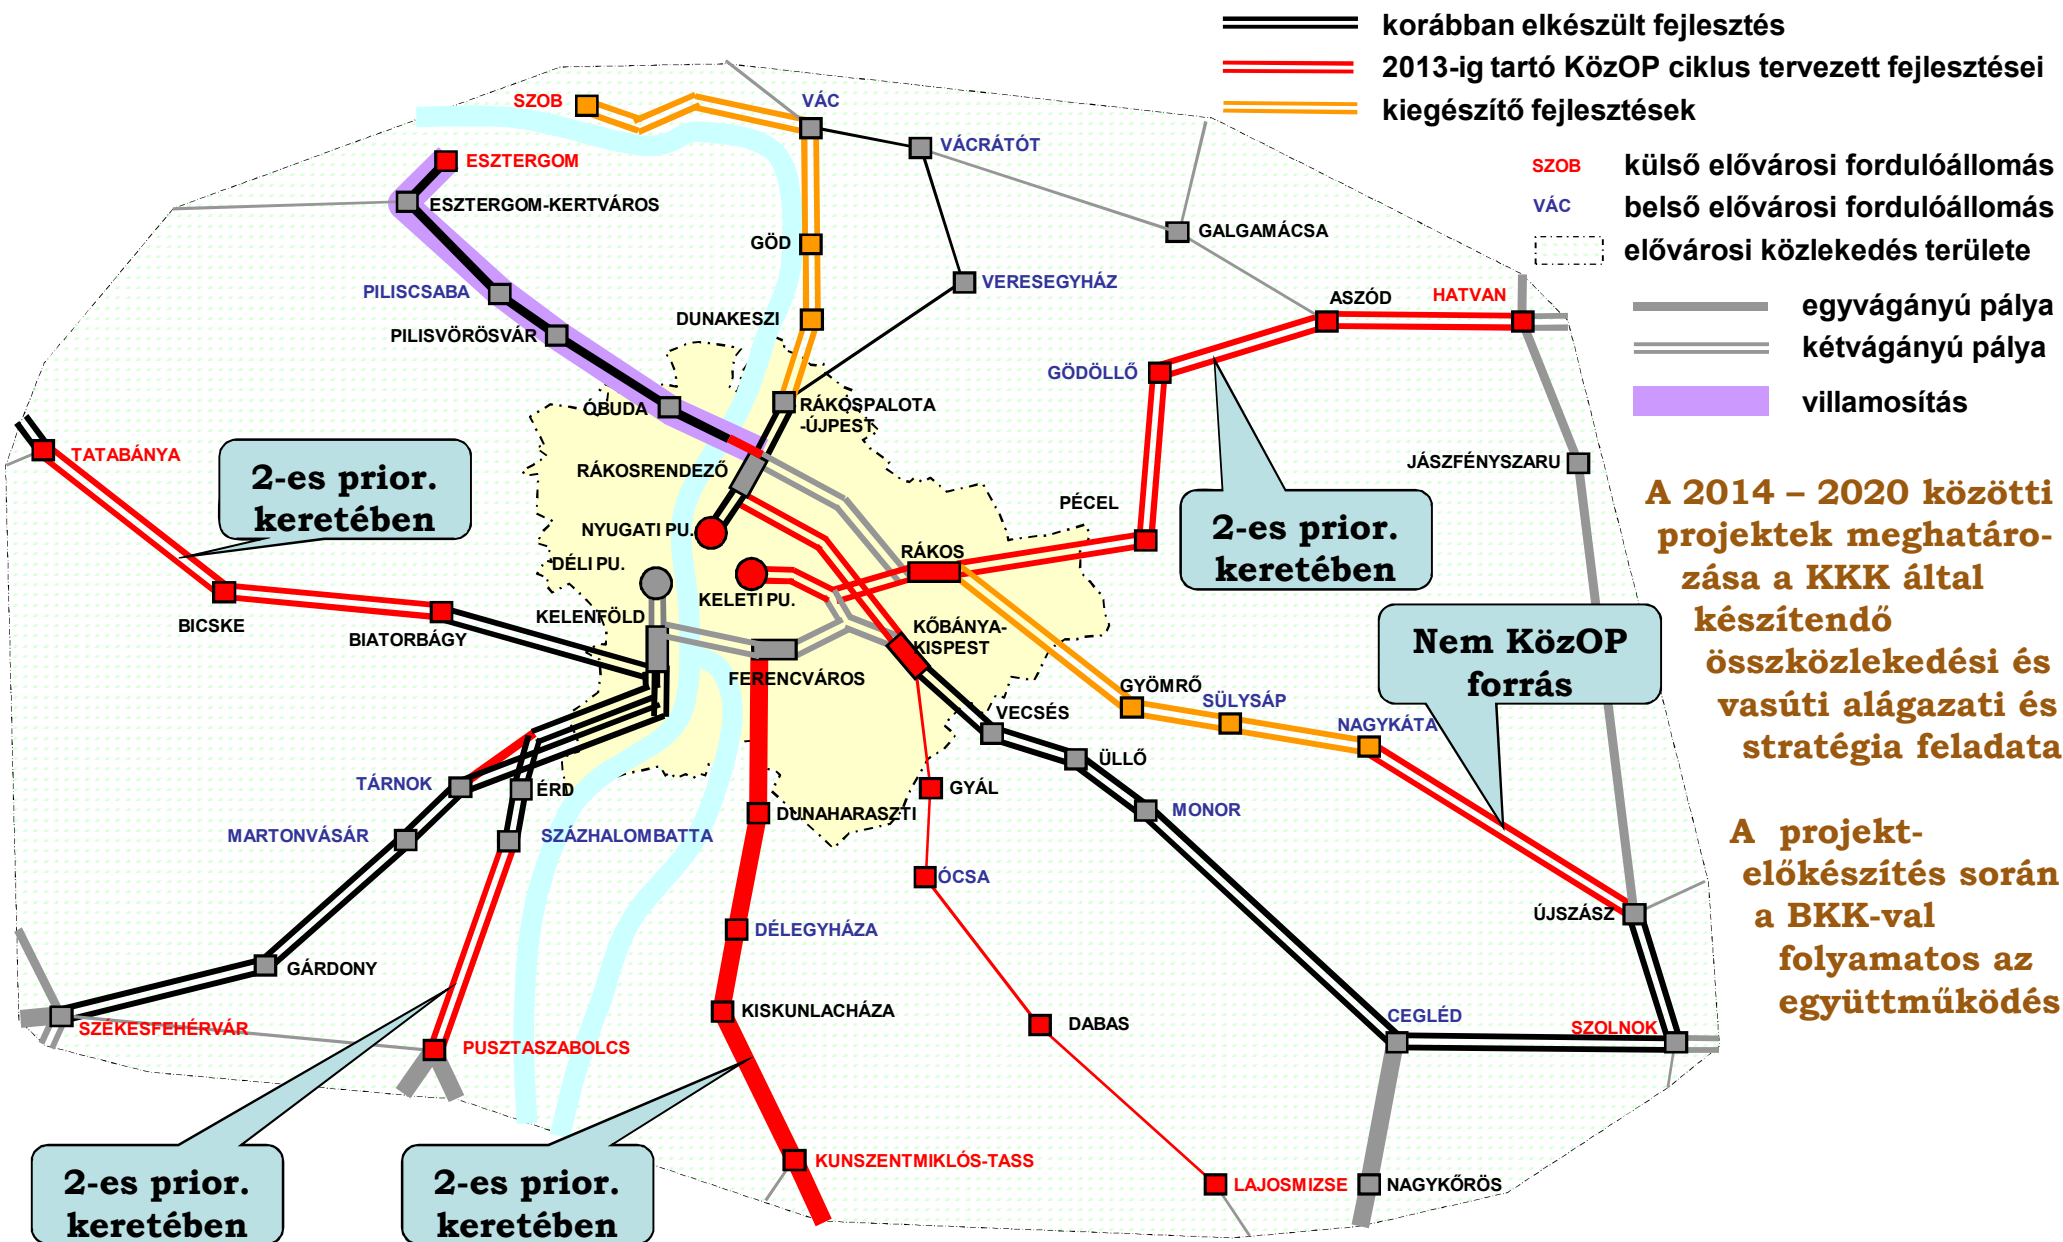 korábban elkészült fejlesztés
2013-ig tartó KözOP ciklus tervezett fejlesztései
kiegészítő fejlesztések
SZOB külső elővárosi fordulóállomás
VÁC belső elővárosi fordulóállomás
elővárosi közlekedés területe
egyvágányú pálya
kétvágányú pálya
villamosítás
SZOB
VÁC
VÁCRÁTÓT
ESZTERGOM
ESZTERGOM-KERTVÁROS
GÖD
GALGAMÁCSA
PILISCSABA
VERESEGYHÁZ
ASZÓD
HATVAN
DUNAKESZI
PILISVÖRÖSVÁR
GÖDÖLLŐ
ÓBUDA
RÁKOSPALOTA
-ÚJPEST
TATABÁNYA
2-es prior.
keretében
RÁKOSRENDEZŐ
JÁSZFÉNYSZARU
PÉCEL
2-es prior.
keretében
NYUGATI PU.
DÉLI PU.
RÁKOS
KELETI PU.
KELENFÖLD
BICSKE
BIATORBÁGY
KŐBÁNYA-
KISPEST
FERENCVÁROS
Nem KözOP
forrás
GYÖMRŐ
SÜLYSÁP
NAGYKÁTA
VECSÉS
ÜLLŐ
TÁRNOK
ÉRD
GYÁL
MONOR
DUNAHARASZTI
MARTONVÁSÁR
SZÁZHALOMBATTA
ÓCSA
ÚJSZÁSZ
DÉLEGYHÁZA
GÁRDONY
KISKUNLACHÁZA
DABAS
CEGLÉD
SZOLNOK
SZÉKESFEHÉRVÁR
PUSZTASZABOLCS
KUNSZENTMIKLÓS-TASS
LAJOSMIZSE
NAGYKŐRÖS
2-es prior.
keretében
2-es prior.
keretében
A 2014 – 2020 közötti
projektek meghatáro-
zása a KKK által
készítendő
összközlekedési és
vasúti alágazati és
stratégia feladata
A projekt-
előkészítés során
a BKK-val
folyamatos az
együttműködés